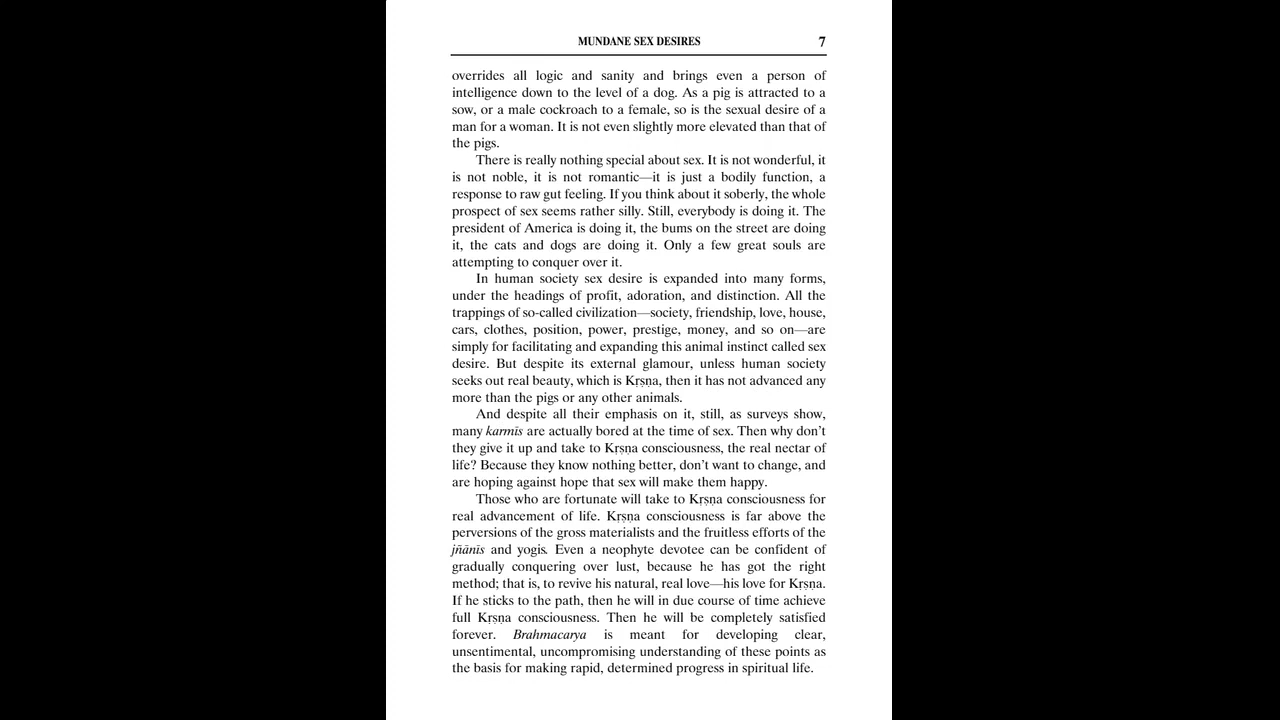 MUNDANE SEX DESIRES 7
overrides all logic and sanity and brings even a person of
intelligence down to the level of a dog. As a pig is attracted to a
sow, or a male cockroach to a female, so is the sexual desire of a
man for a woman. It is not even slightly more elevated than that of
the pigs.
There is really nothing special about sex. It is not wonderful, it
is not noble, it is not romantic—it is just a bodily function, a
response to raw gut feeling. If you think about it soberly, the whole
prospect of sex seems rather silly. Still, everybody is doing it. The
president of America is doing it, the bums on the street are doing
it, the cats and dogs are doing it. Only a few great souls are
attempting to conquer over it.
In human society sex desire is expanded into many forms,
under the headings of profit, adoration, and distinction. All the
trappings of so-called civilization—society, friendship, love, house,
cars, clothes, position, power, prestige, money, and so on—are
simply for facilitating and expanding this animal instinct called sex
desire. But despite its external glamour, unless human society
seeks out real beauty, which is Kṛṣṇa, then it has not advanced any
more than the pigs or any other animals.
And despite all their emphasis on it, still, as surveys show,
many karmīs are actually bored at the time of sex. Then why don't
they give it up and take to Kṛṣṇa consciousness, the real nectar of
life? Because they know nothing better, don't want to change, and
are hoping against hope that sex will make them happy.
Those who are fortunate will take to Kṛṣṇa consciousness for
real advancement of life. Kṛṣṇa consciousness is far above the
perversions of the gross materialists and the fruitless efforts of the
jñānīs and yogis. Even a neophyte devotee can be confident of
gradually conquering over lust, because he has got the right
method; that is, to revive his natural, real love—his love for Kṛṣṇa.
If he sticks to the path, then he will in due course of time achieve
full Kṛṣṇa consciousness. Then he will be completely satisfied
forever. Brahmacarya is meant for developing clear,
unsentimental, uncompromising understanding of these points as
the basis for making rapid, determined progress in spiritual life.